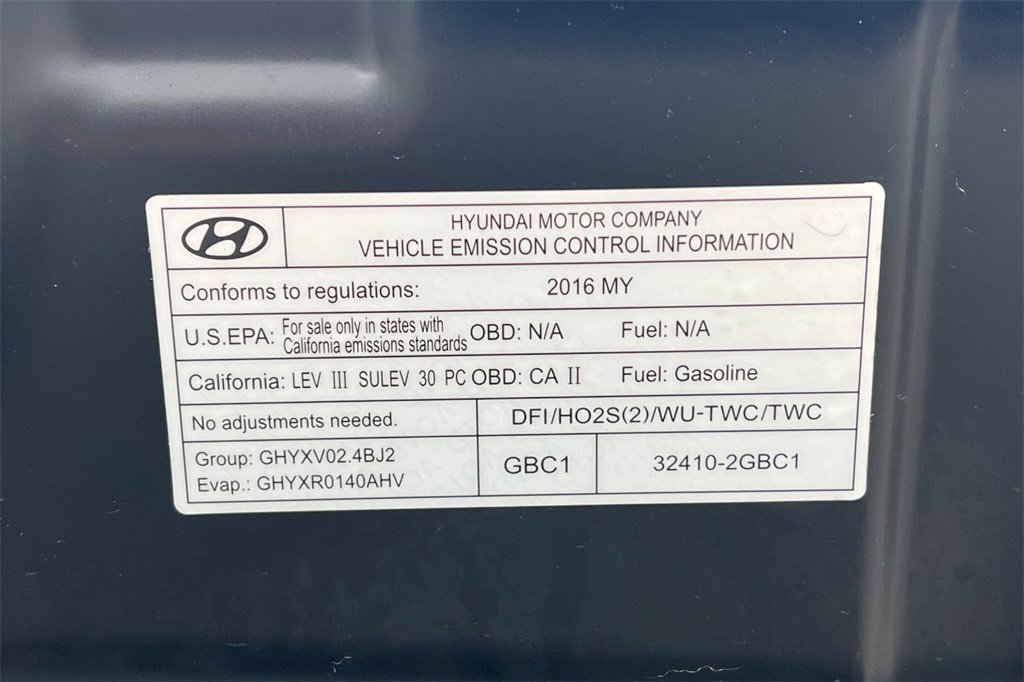 HYUNDAI MOTOR COMPANY
VEHICLE EMISSION CONTROL INFORMATION
Conforms to regulations: 2016 MY
U.S.EPA: For sale only in states with California emissions standards OBD: N/A Fuel: N/A
California: LEV III SULEV 30 PC OBD: CA II Fuel: Gasoline
No adjustments needed. DFI/HO2S(2)/WU-TWC/TWC
Group: GHYXV02.4BJ2
Evap.: GHYXR0140AHV
GBC1 32410-2GBC1